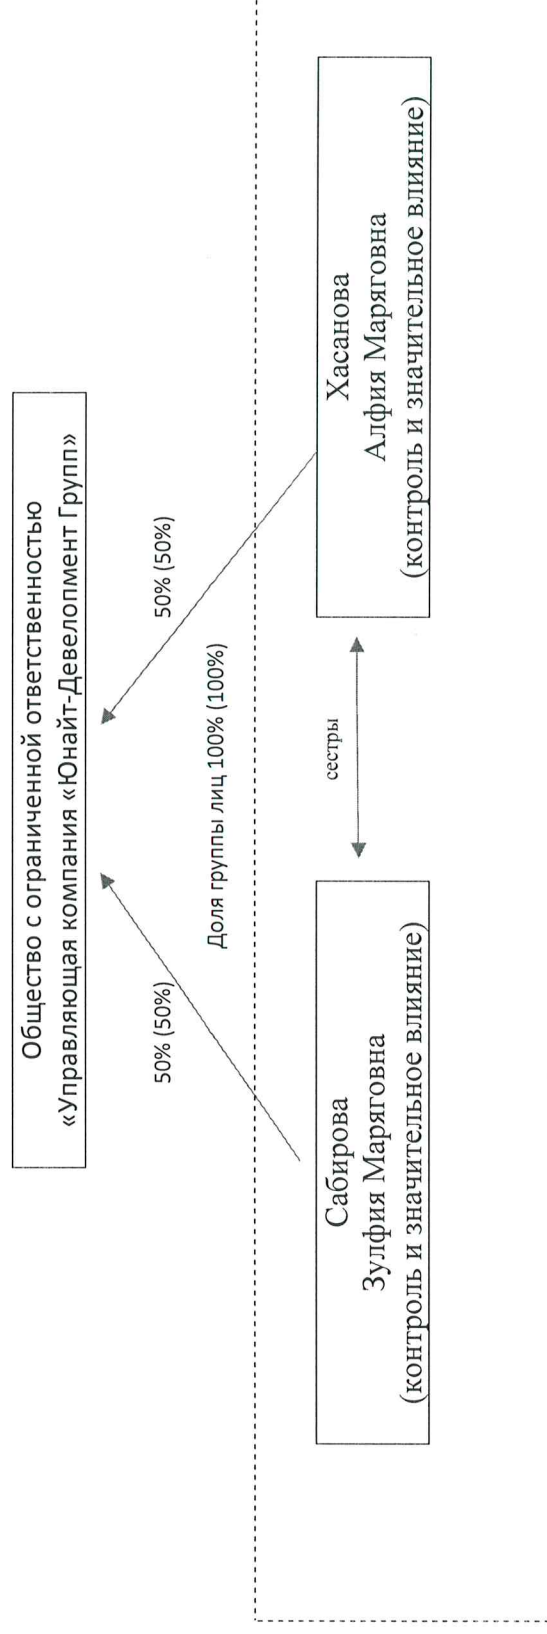 Общество с ограниченной ответственностью
«Управляющая компания «Юнайт-Девелопмент Групп»
50% (50%)
50% (50%)
Доля группы лиц 100% (100%)
Сабирова
Зулфия Маряговна
(контроль и значительное влияние)
сестры
Хасанова
Алфия Маряговна
(контроль и значительное влияние)